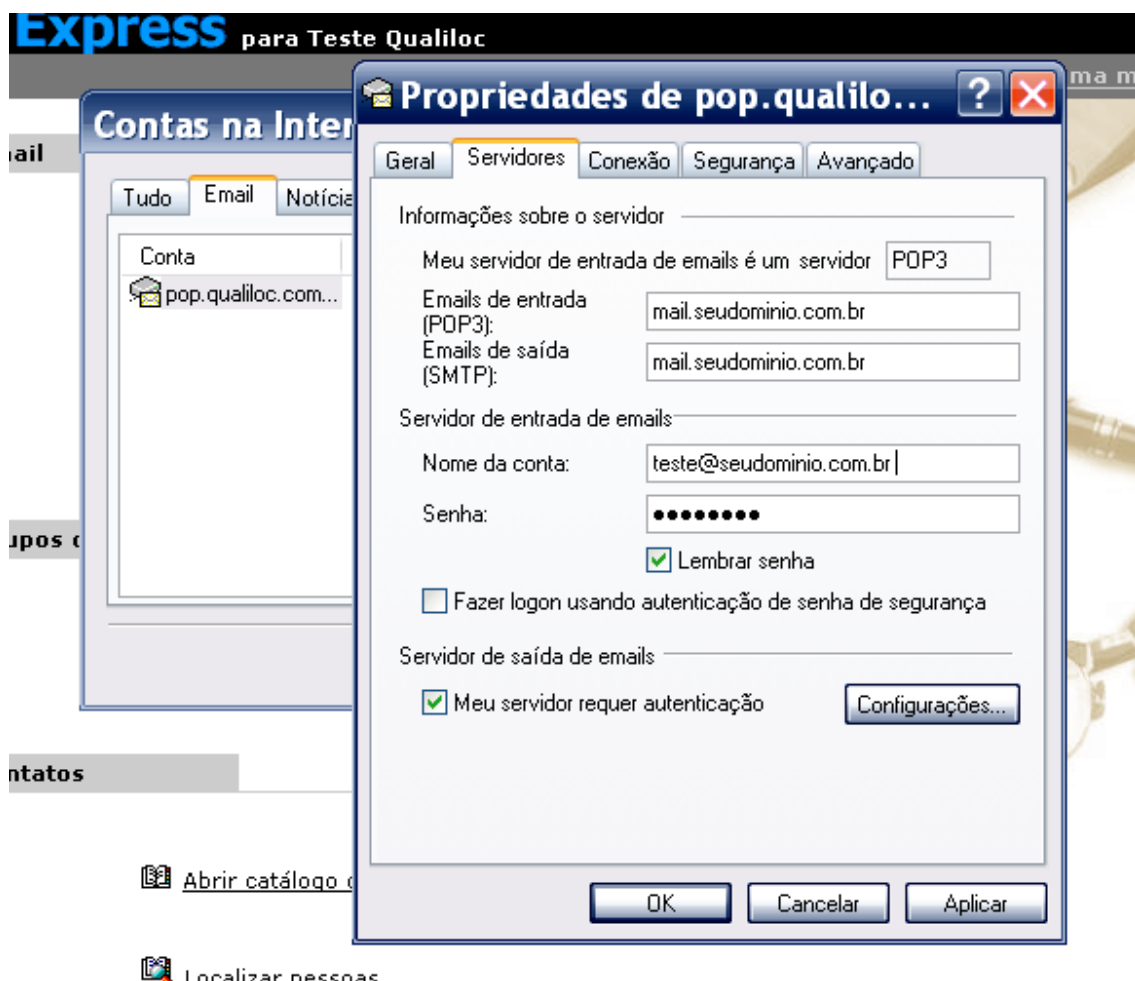 Express para Teste Qualiloc
ma m
Propriedades de pop.qualilo...
Contas na Inter
ail
Geral Servidores Conexão Segurança Avançado
Tudo Email Notícia
Informações sobre o servidor
Conta
Meu servidor de entrada de emails é um servidor POP3
pop.qualiloc.com...
Emails de entrada
(POP3):
mail.seudominio.com.br
Emails de saída
(SMTP):
mail.seudominio.com.br
Servidor de entrada de emails
Nome da conta: teste@seudominio.com.br
Senha: ●●●●●●●●
upos d
Lembrar senha
Fazer logon usando autenticação de senha de segurança
Servidor de saída de emails
Meu servidor requer autenticação Configurações...
ntatos
Abrir catálogo d
OK Cancelar Aplicar
Localizar pessoas